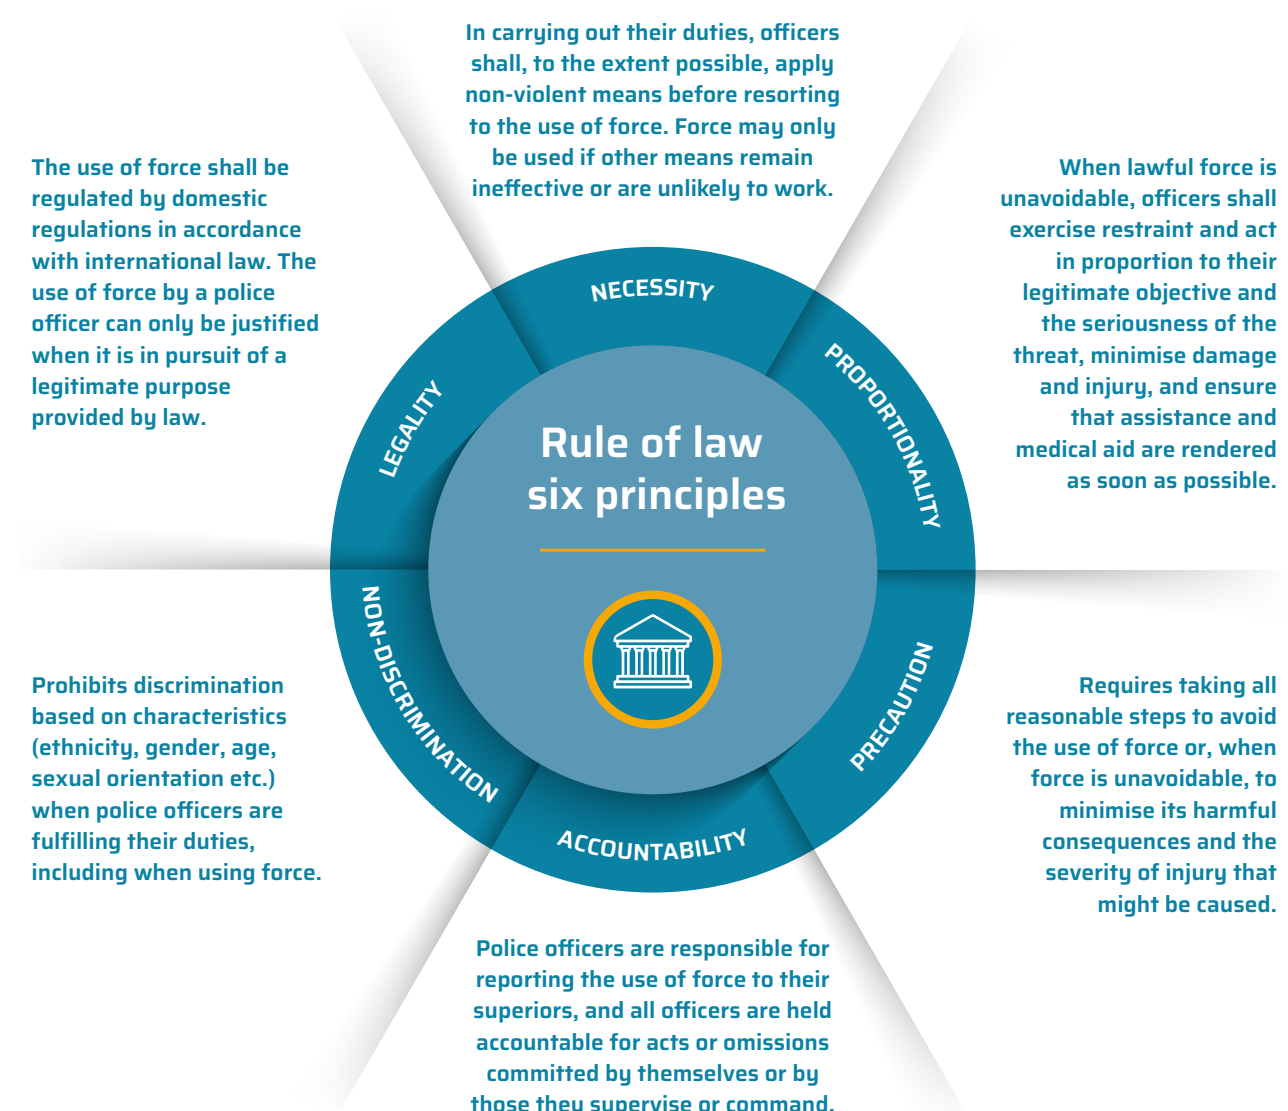 In carrying out their duties, officers
shall, to the extent possible, apply
non-violent means before resorting
to the use of force. Force may only
be used if other means remain
ineffective or are unlikely to work.
The use of force shall be
regulated by domestic
regulations in accordance
with international law. The
use of force by a police
officer can only be justified
when it is in pursuit of a
legitimate purpose
provided by law.
When lawful force is
unavoidable, officers shall
exercise restraint and act
in proportion to their
legitimate objective and
the seriousness of the
threat, minimise damage
and injury, and ensure
that assistance and
medical aid are rendered
as soon as possible.
NECESSITY
LEGALITY
PROPORTIONALITY
Rule of law
six principles
NON-DISCRIMINATION
PRECAUTION
ACCOUNTABILITY
Prohibits discrimination
based on characteristics
(ethnicity, gender, age,
sexual orientation etc.)
when police officers are
fulfilling their duties,
including when using force.
Requires taking all
reasonable steps to avoid
the use of force or, when
force is unavoidable, to
minimise its harmful
consequences and the
severity of injury that
might be caused.
Police officers are responsible for
reporting the use of force to their
superiors, and all officers are held
accountable for acts or omissions
committed by themselves or by
those they supervise or command.